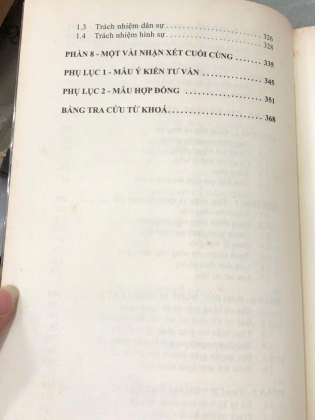 1.3 Trách nhiệm dân sự ........ 326
1.4 Trách nhiệm hình sự ........ 328
PHẦN 8 - MỘT VÀI NHẬN XÉT CUỐI CÙNG ........ 335
PHỤ LỤC 1 - MẪU Ý KIẾN TƯ VẤN ........ 345
PHỤ LỤC 2 - MẪU HỢP ĐỒNG ........ 351
BẢNG TRA CỨU TỪ KHOÁ ........ 368